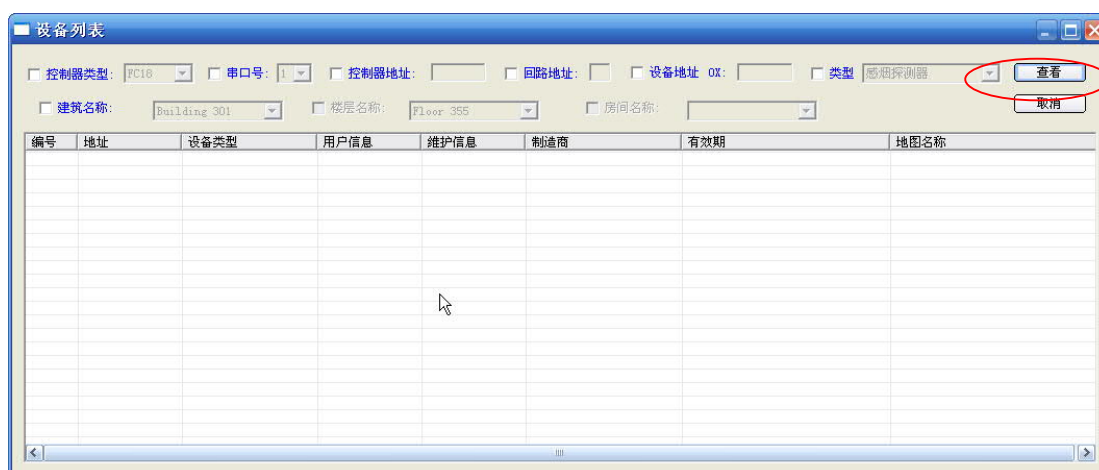 设备列表
控制器类型: FC18 串口号: 1 控制器地址: 回路地址: 设备地址 0X: 类型 感烟探测器 查看
建筑名称: Building 301 楼层名称: Floor 355 房间名称: 取消
编号 地址 设备类型 用户信息 维护信息 制造商 有效期 地图名称